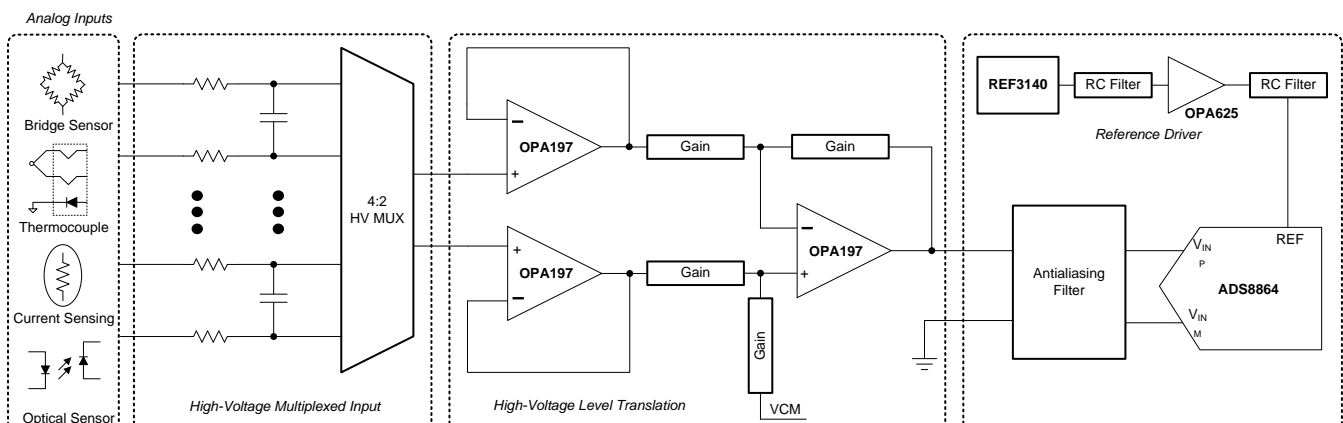 Analog Inputs
Bridge Sensor
Thermocouple
Current Sensing
Optical Sensor
4:2
HV MUX
High-Voltage Multiplexed Input
OPA197
OPA197
Gain
Gain
Gain
Gain
OPA197
VCM
High-Voltage Level Translation
REF3140
RC Filter
OPA625
RC Filter
Reference Driver
Antialiasing
Filter
REF
VIN
P
ADS8864
VIN
M